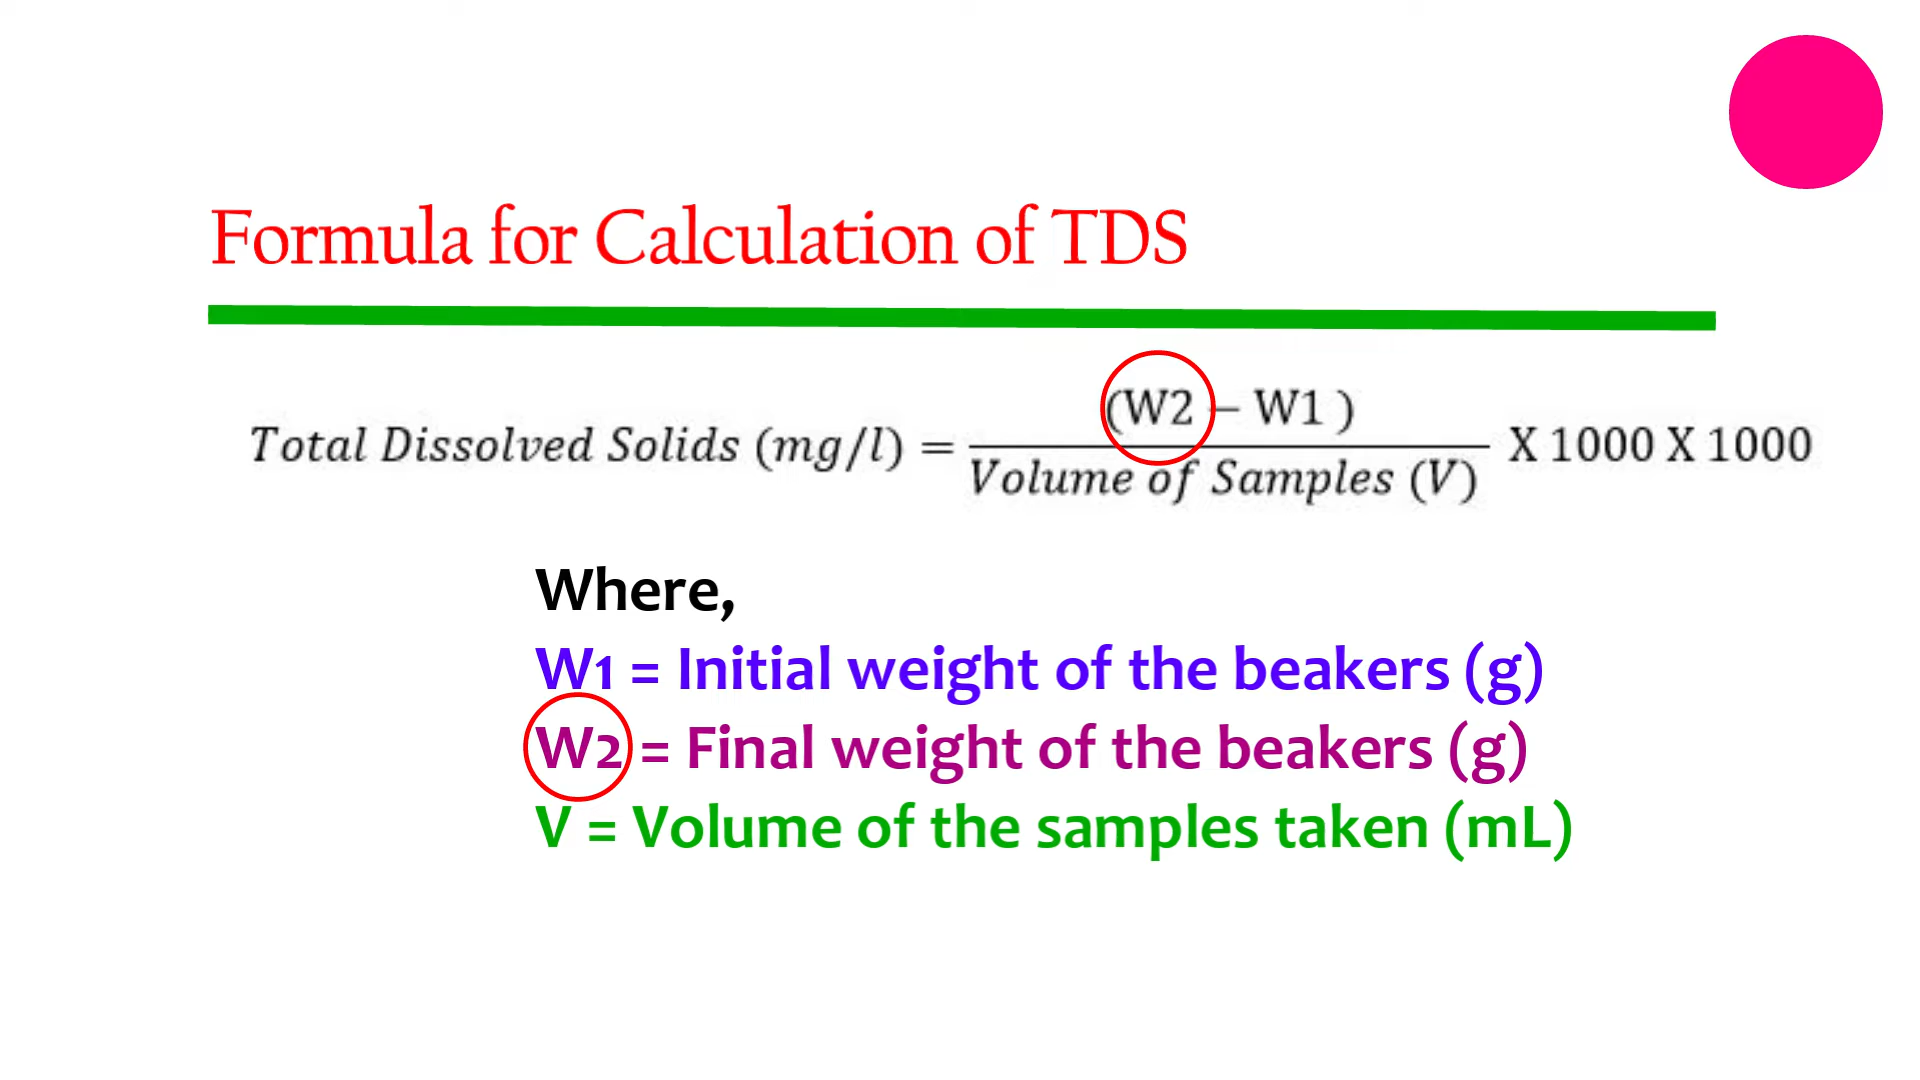 Formula for Calculation of TDS
(W2 – W1 )
Total Dissolved Solids (mg/l) = X 1000 X 1000
Volume of Samples (V)
Where,
W1 = Initial weight of the beakers (g)
W2 = Final weight of the beakers (g)
V = Volume of the samples taken (mL)